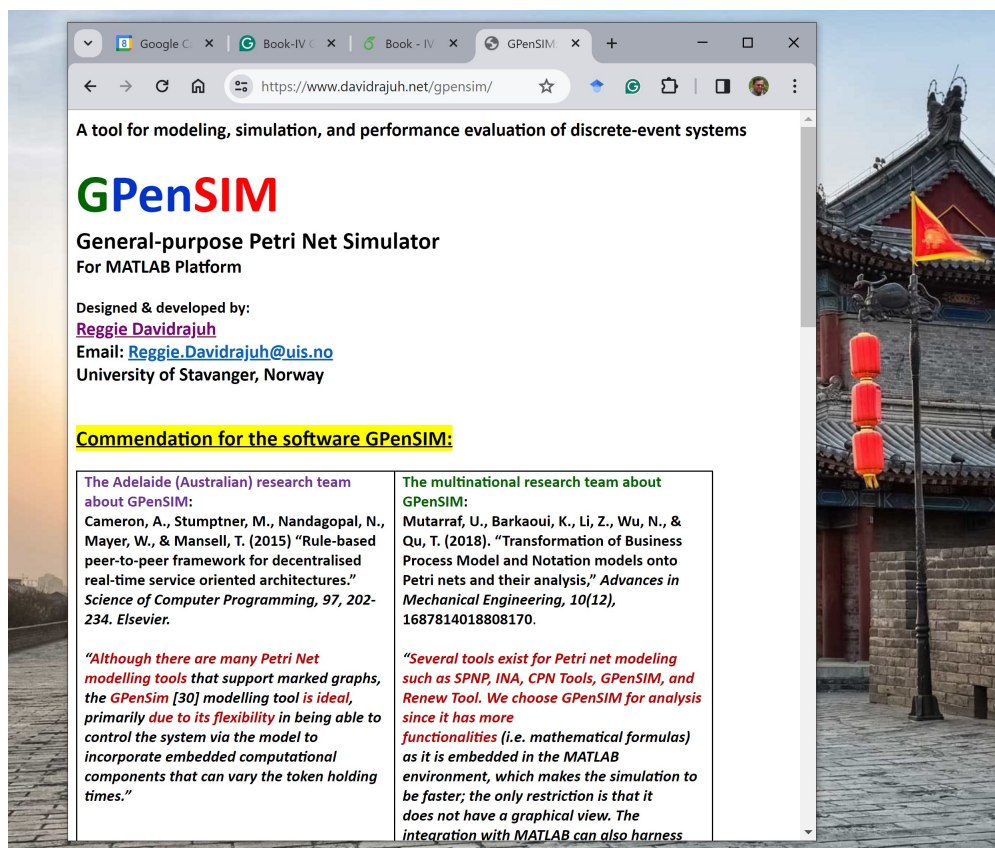 8 Google C
Book-IV C
Book - IV
GPenSIM:
https://www.davidrajuh.net/gpensim/
A tool for modeling, simulation, and performance evaluation of discrete-event systems
GPenSIM
General-purpose Petri Net Simulator
For MATLAB Platform
Designed & developed by:
Reggie Davidrajuh
Email: Reggie.Davidrajuh@uis.no
University of Stavanger, Norway
Commendation for the software GPenSIM:
The Adelaide (Australian) research team
about GPenSIM:
Cameron, A., Stumptner, M., Nandagopal, N.,
Mayer, W., & Mansell, T. (2015) “Rule-based
peer-to-peer framework for decentralised
real-time service oriented architectures.”
Science of Computer Programming, 97, 202-
234. Elsevier.
“Although there are many Petri Net
modelling tools that support marked graphs,
the GPenSim [30] modelling tool is ideal,
primarily due to its flexibility in being able to
control the system via the model to
incorporate embedded computational
components that can vary the token holding
times.”
The multinational research team about
GPenSIM:
Mutarraf, U., Barkaoui, K., Li, Z., Wu, N., &
Qu, T. (2018). “Transformation of Business
Process Model and Notation models onto
Petri nets and their analysis,” Advances in
Mechanical Engineering, 10(12),
1687814018808170.
“Several tools exist for Petri net modeling
such as SPNP, INA, CPN Tools, GPenSIM, and
Renew Tool. We choose GPenSIM for analysis
since it has more
functionalities (i.e. mathematical formulas)
as it is embedded in the MATLAB
environment, which makes the simulation to
be faster; the only restriction is that it
does not have a graphical view. The
integration with MATLAB can also harness